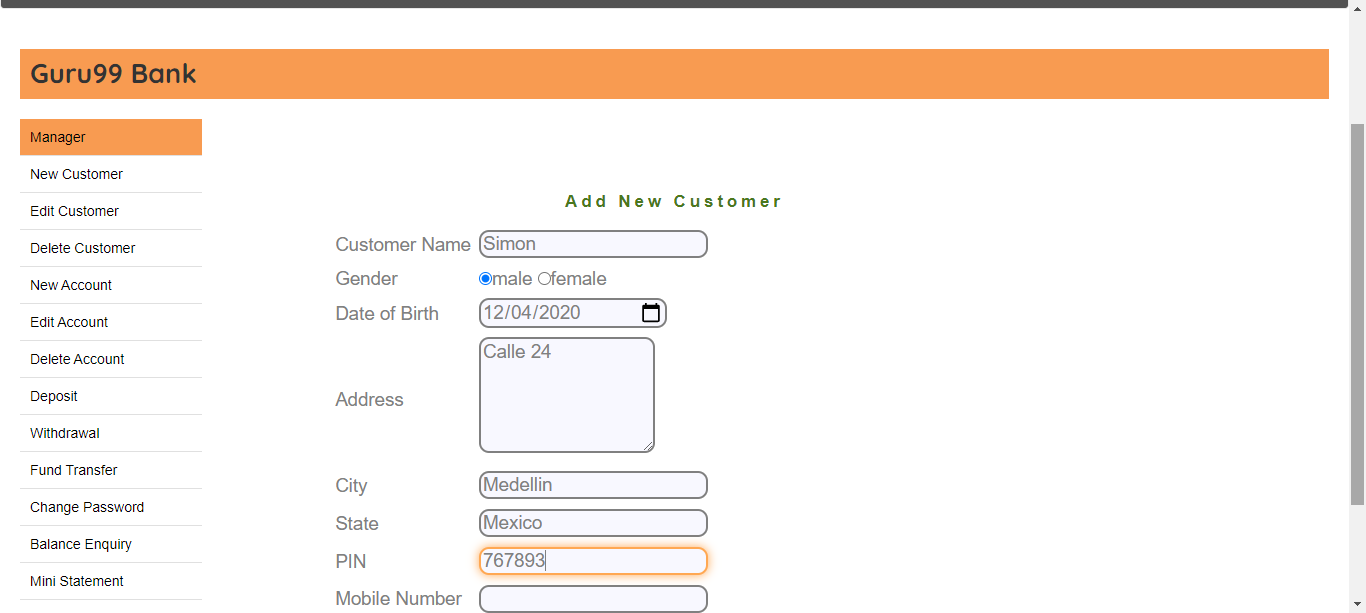 Guru99 Bank
Manager
New Customer
Edit Customer
Delete Customer
New Account
Edit Account
Delete Account
Deposit
Withdrawal
Fund Transfer
Change Password
Balance Enquiry
Mini Statement
Add New Customer
Customer Name Simon
Gender male female
Date of Birth 12/04/2020
Address Calle 24
City Medellin
State Mexico
PIN 767893
Mobile Number